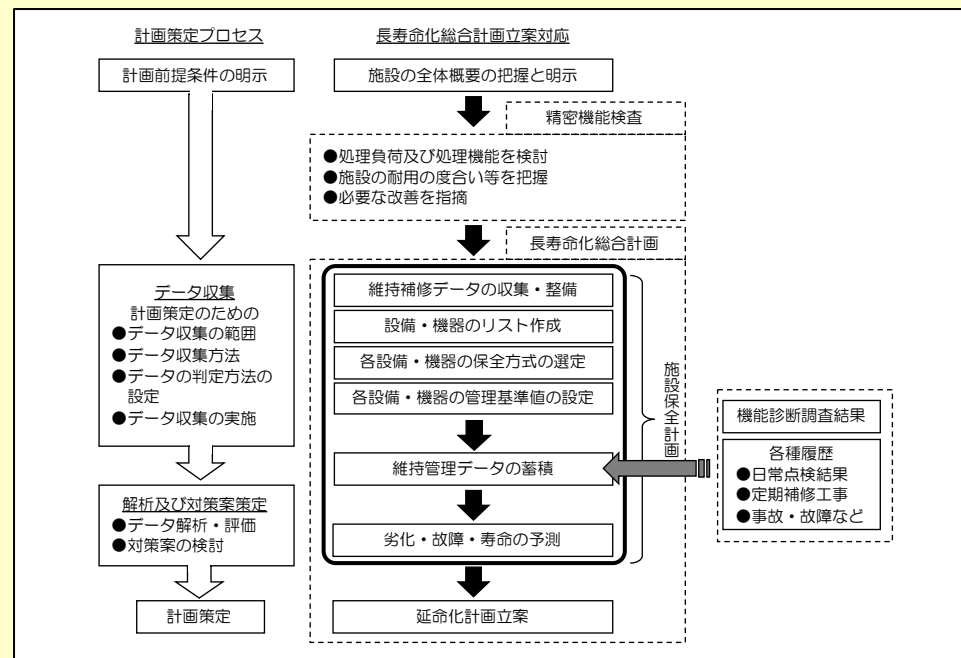 計画策定プロセス
計画前提条件の明示
データ収集
計画策定のための
●データ収集の範囲
●データ収集方法
●データの判定方法の
設定
●データ収集の実施
解析及び対策案策定
●データ解析・評価
●対策案の検討
計画策定
長寿命化総合計画立案対応
施設の全体概要の把握と明示
精密機能検査
●処理負荷及び処理機能を検討
●施設の耐用の度合い等を把握
●必要な改善を指摘
長寿命化総合計画
維持補修データの収集・整備
設備・機器のリスト作成
各設備・機器の保全方式の選定
各設備・機器の管理基準値の設定
維持管理データの蓄積
劣化・故障・寿命の予測
延命化計画立案
施設保全計画
機能診断調査結果
各種履歴
●日常点検結果
●定期補修工事
●事故・故障など